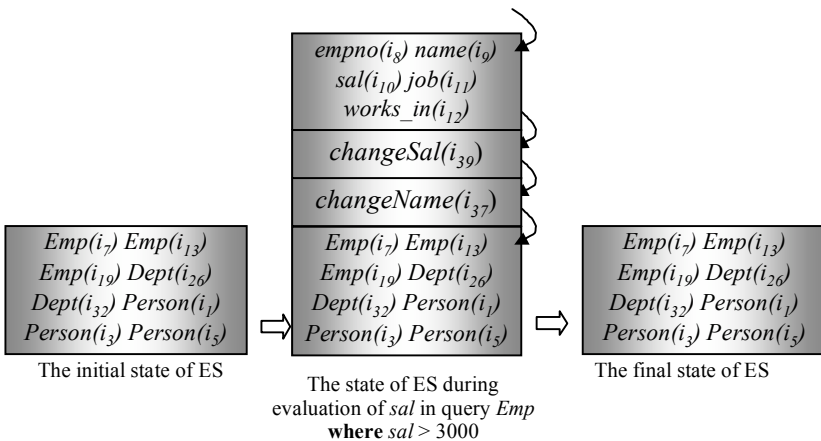 empno(i8) name(i9)
sal(i10) job(i11)
works_in(i12)
changeSal(i39)
changeName(i37)
Emp(i7) Emp(i13)
Emp(i19) Dept(i26)
Dept(i32) Person(i1)
Person(i3) Person(i5)
The initial state of ES
Emp(i7) Emp(i13)
Emp(i19) Dept(i26)
Dept(i32) Person(i1)
Person(i3) Person(i5)
The state of ES during
evaluation of sal in query Emp
where sal > 3000
Emp(i7) Emp(i13)
Emp(i19) Dept(i26)
Dept(i32) Person(i1)
Person(i3) Person(i5)
The final state of ES